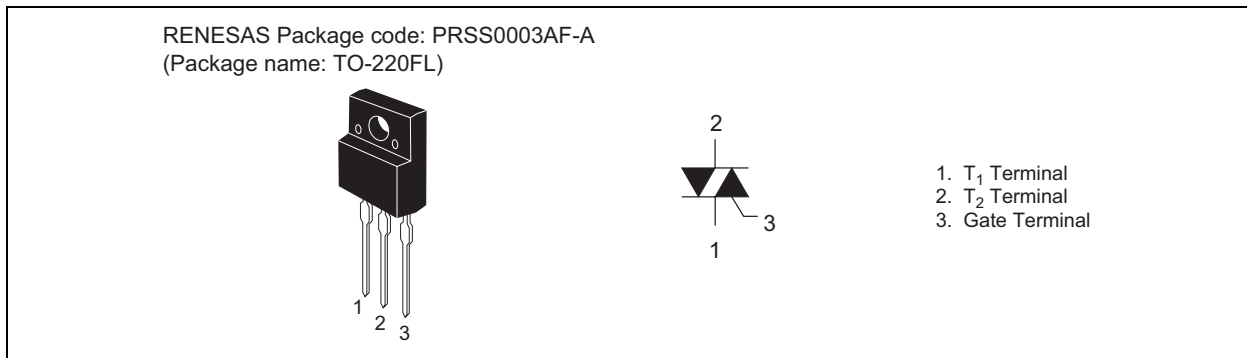 RENESAS Package code: PRSS0003AF-A
(Package name: TO-220FL)
1
2
3
2
3
1
1. T₁ Terminal
2. T₂ Terminal
3. Gate Terminal